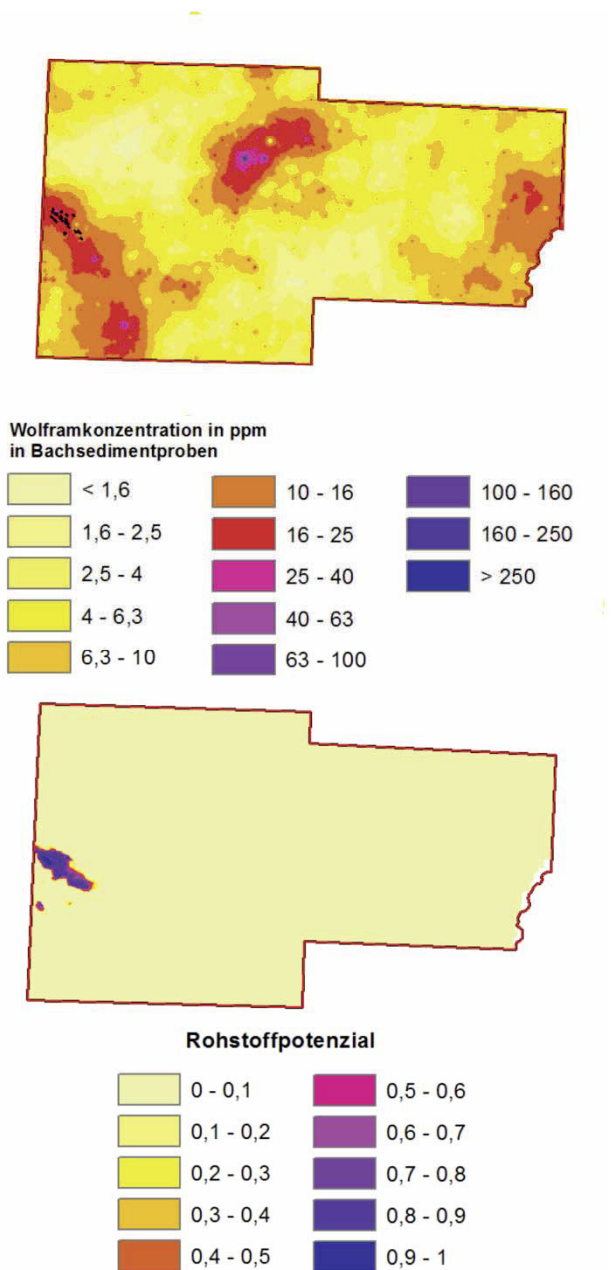 Wolframkonzentration in ppm
in Bachsedimentproben
< 1,6
1,6 - 2,5
2,5 - 4
4 - 6,3
6,3 - 10
10 - 16
16 - 25
25 - 40
40 - 63
63 - 100
100 - 160
160 - 250
> 250
Rohstoffpotenzial
0 - 0,1
0,1 - 0,2
0,2 - 0,3
0,3 - 0,4
0,4 - 0,5
0,5 - 0,6
0,6 - 0,7
0,7 - 0,8
0,8 - 0,9
0,9 - 1